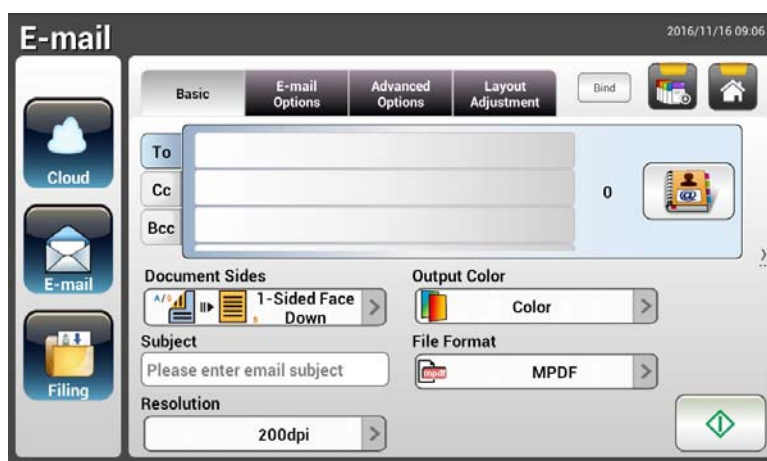 E-mail
2016/11/16 09:06
Basic
E-mail
Options
Advanced
Options
Layout
Adjustment
Bind
Cloud
E-mail
Filing
To
Cc
Bcc
0
@
Document Sides
A/
1-Sided Face
Down
Output Color
Color
Subject
Please enter email subject
File Format
mpdf
MPDF
Resolution
200dpi